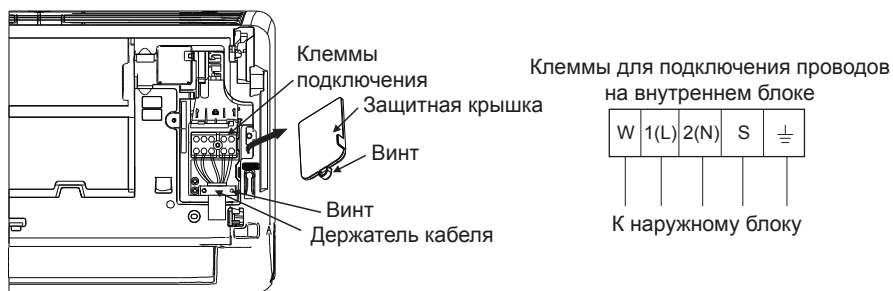 Клеммы
подключения
Защитная крышка
Винт
Винт
Держатель кабеля
Клеммы для подключения проводов
на внутреннем блоке
W 1(L) 2(N) S ⏚
К наружному блоку